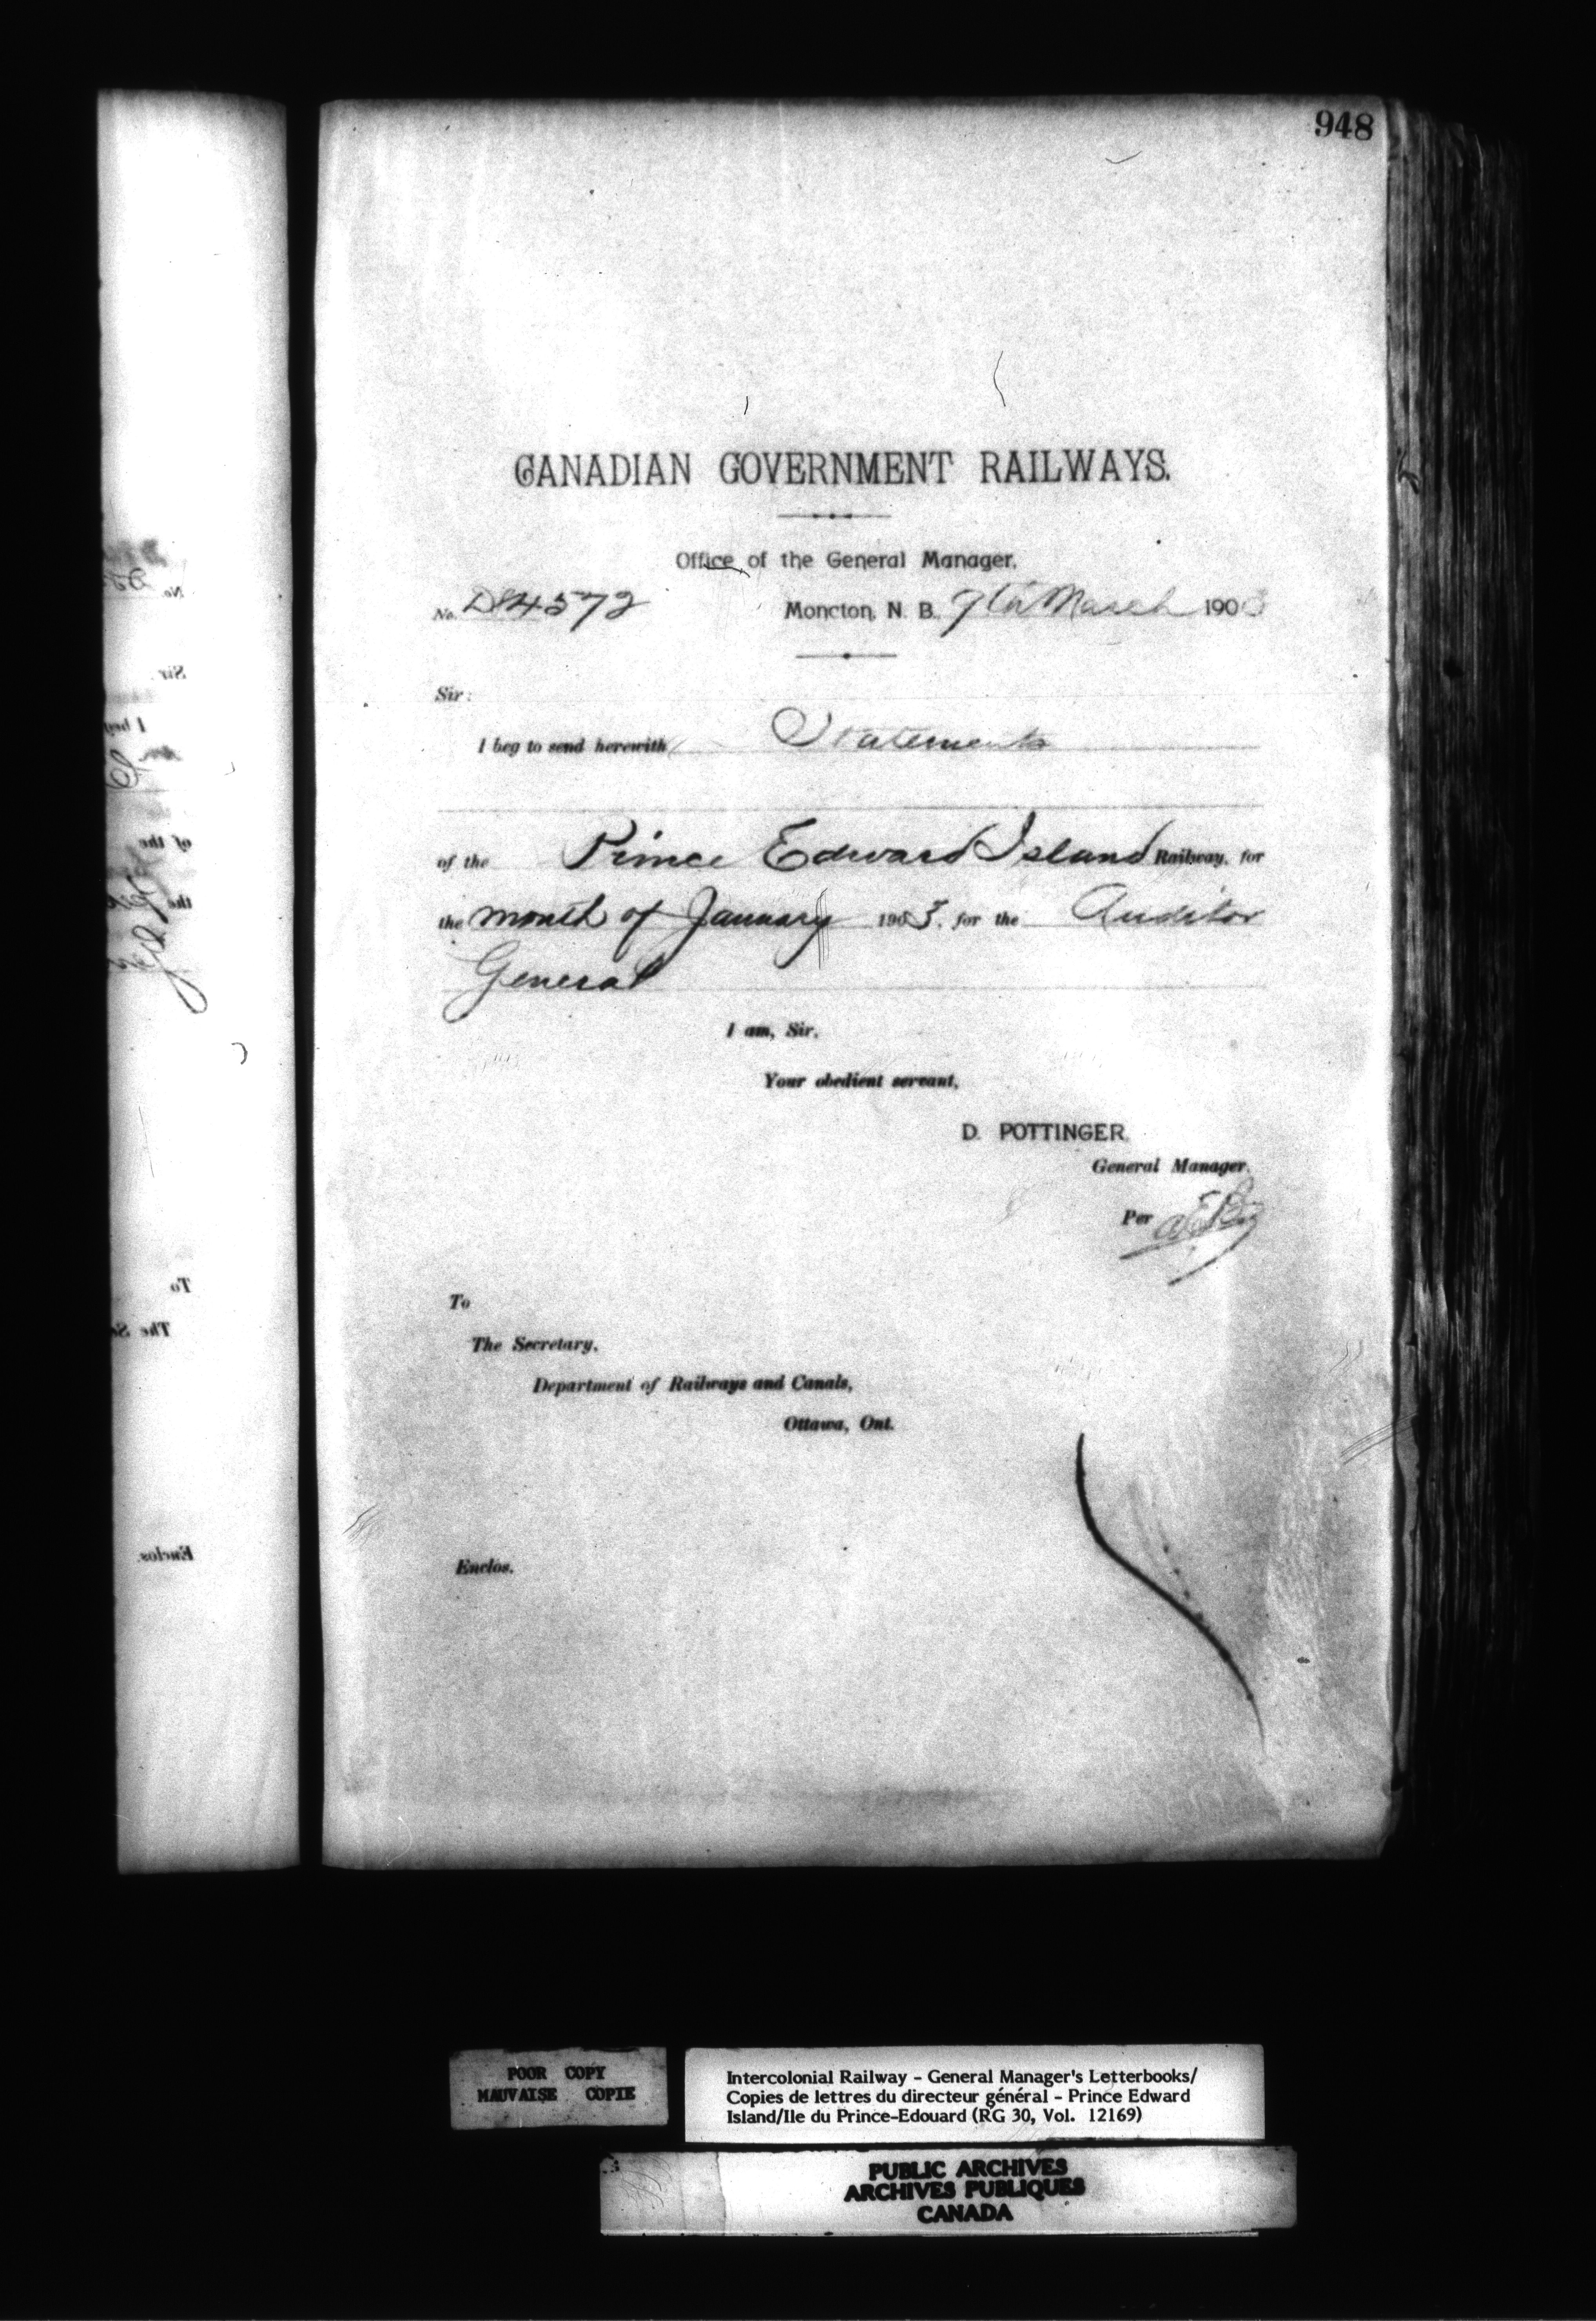 948
CANADIAN GOVERNMENT RAILWAYS.
Office of the General Manager,
No. D84572 Moncton, N. B. 7th March 1903
Sir:
I beg to send herewith Statements
of the Prince Edward Island Railway, for
the month of January 1903, for the Auditor
General
I am, Sir,
Your obedient servant,
D. POTTINGER,
General Manager.
Per
To
The Secretary,
Department of Railways and Canals,
Ottawa, Ont.
Enclos.
POOR COPY
MAUVAISE COPIE
Intercolonial Railway - General Manager's Letterbooks/
Copies de lettres du directeur général - Prince Edward
Island/Ile du Prince-Edouard (RG 30, Vol. 12169)
PUBLIC ARCHIVES
ARCHIVES PUBLIQUES
CANADA